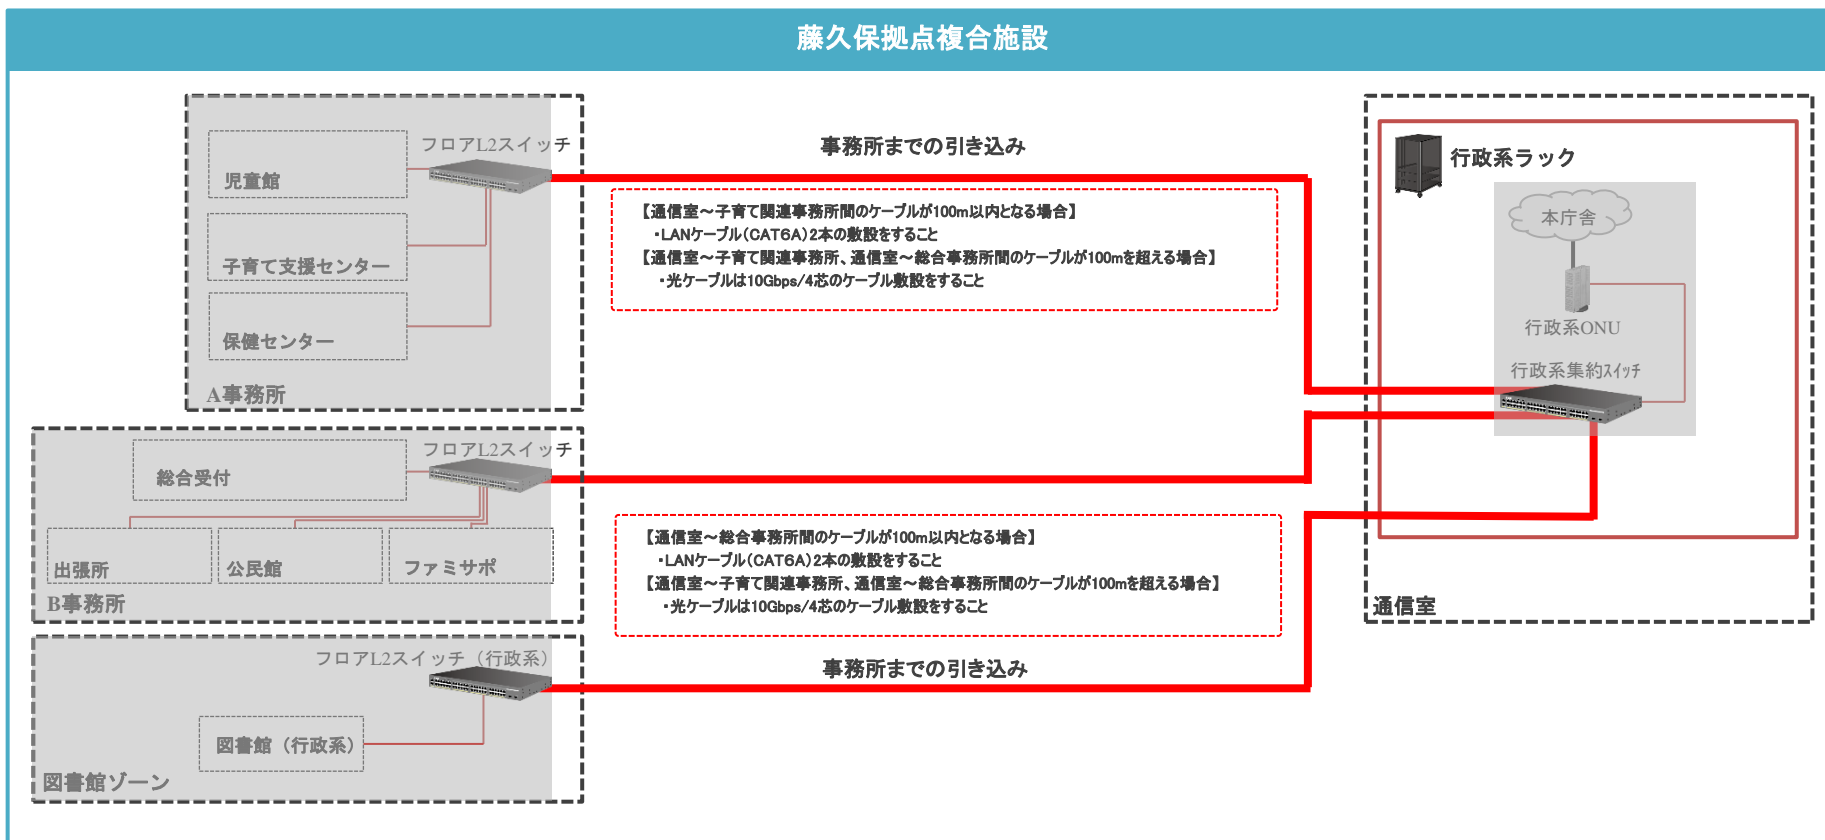 藤久保拠点複合施設
フロアL2スイッチ
児童館
子育て支援センター
保健センター
A事務所
事務所までの引き込み
【通信室～子育て関連事務所間のケーブルが100m以内となる場合】
・LANケーブル（CAT6A）2本の敷設をすること
【通信室～子育て関連事務所、通信室～総合事務所間のケーブルが100mを超える場合】
・光ケーブルは10Gbps/4芯のケーブル敷設をすること
行政系ラック
本庁舎
行政系ONU
行政系集約スイッチ
通信室
フロアL2スイッチ
総合受付
出張所
公民館
ファミサポ
B事務所
【通信室～総合事務所間のケーブルが100m以内となる場合】
・LANケーブル（CAT6A）2本の敷設をすること
【通信室～子育て関連事務所、通信室～総合事務所間のケーブルが100mを超える場合】
・光ケーブルは10Gbps/4芯のケーブル敷設をすること
事務所までの引き込み
フロアL2スイッチ（行政系）
図書館（行政系）
図書館ゾーン